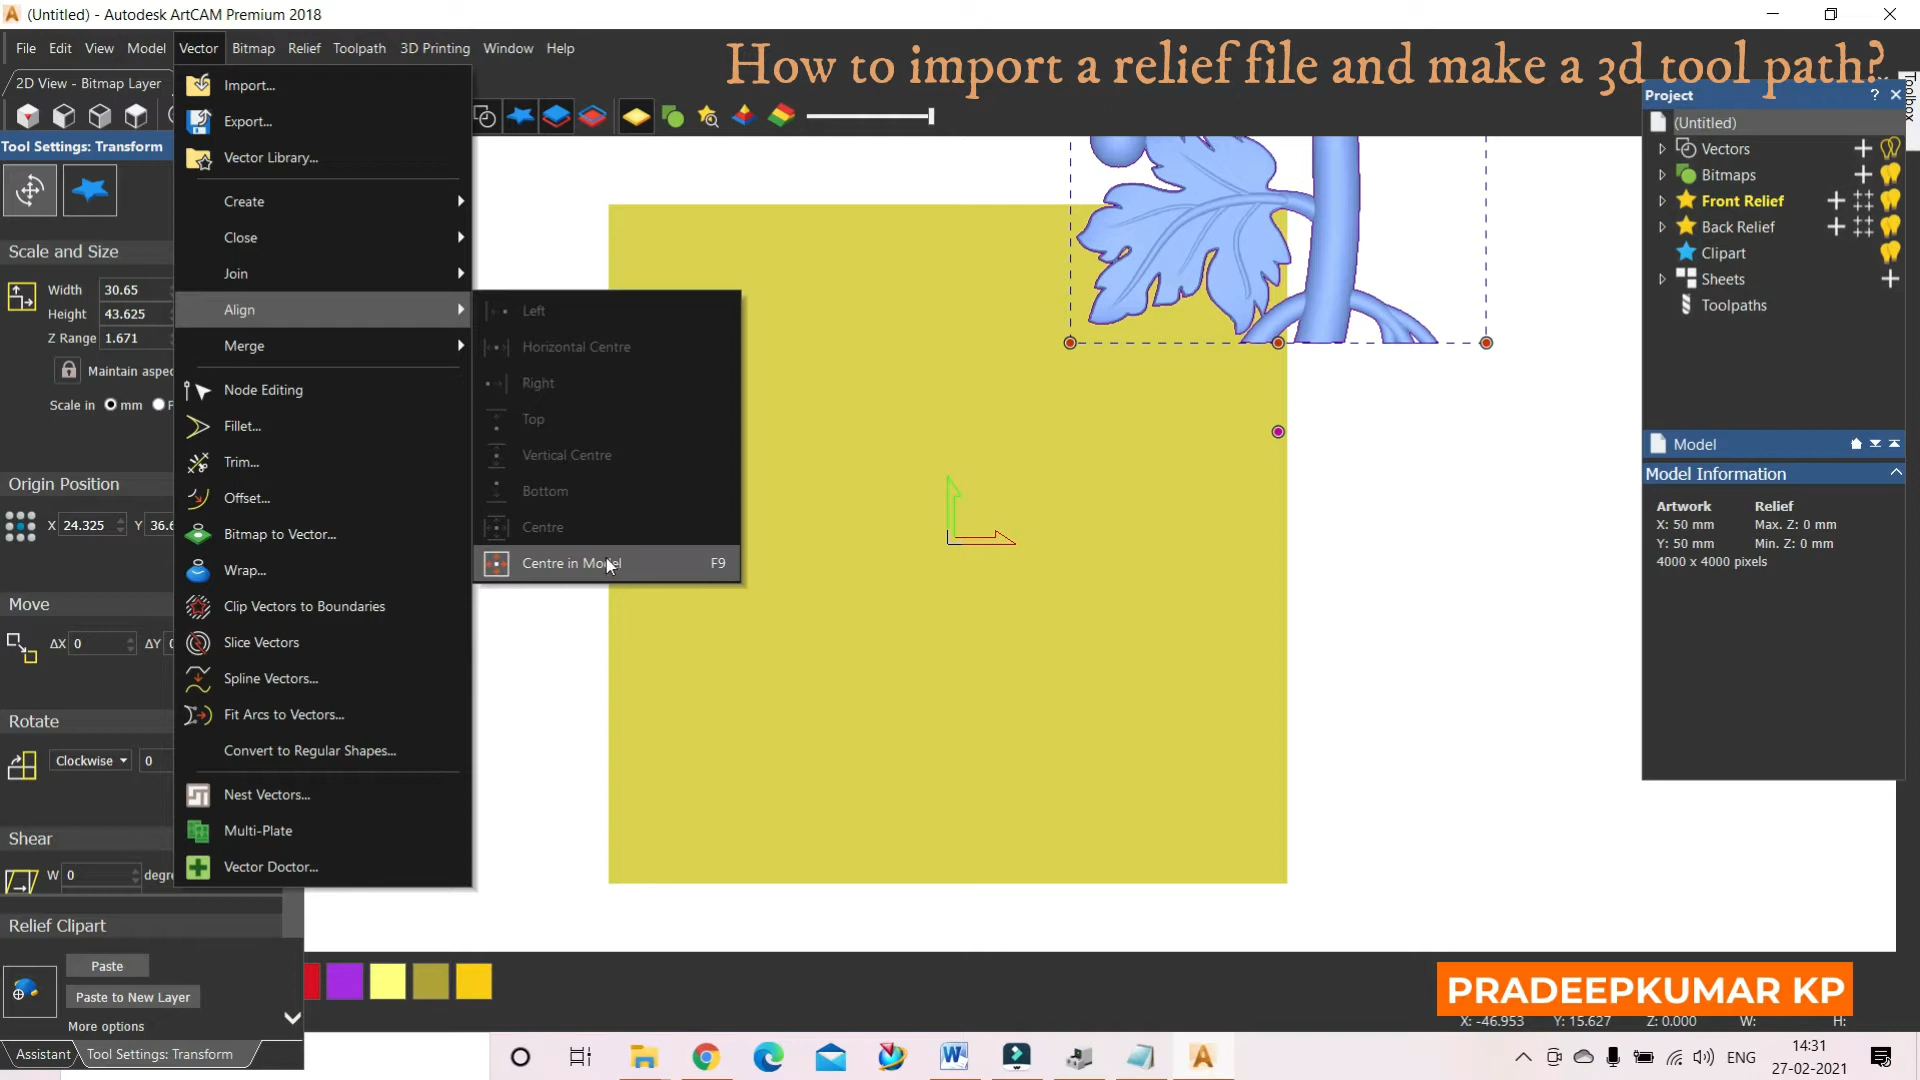 (Untitled) - Autodesk ArtCAM Premium 2018
File Edit View Model Vector Bitmap Relief Toolpath 3D Printing Window Help
How to import a relief file and make a 3d tool path?
2D View - Bitmap Layer
Tool Settings: Transform
Scale and Size
Width 30.65
Height 43.625
Z Range 1.671
Maintain aspec
Scale in mm
Origin Position
X 24.325 Y 36.6
Move
ΔX 0 ΔY
Rotate
Clockwise 0
Shear
W 0 degre
Relief Clipart
Paste
Paste to New Layer
More options
Assistant
Tool Settings: Transform
Import...
Export...
Vector Library...
Create
Close
Join
Align
Merge
Node Editing
Fillet...
Trim...
Offset...
Bitmap to Vector...
Wrap...
Clip Vectors to Boundaries
Slice Vectors
Spline Vectors...
Fit Arcs to Vectors...
Convert to Regular Shapes...
Nest Vectors...
Multi-Plate
Vector Doctor...
Left
Horizontal Centre
Right
Top
Vertical Centre
Bottom
Centre
Centre in Model F9
Toolbox
Project ?
(Untitled)
Vectors
Bitmaps
Front Relief
Back Relief
Clipart
Sheets
Toolpaths
Model
Model Information
Artwork Relief
X: 50 mm Max. Z: 0 mm
Y: 50 mm Min. Z: 0 mm
4000 x 4000 pixels
PRADEEPKUMAR KP
X: -46.953 Y: 15.627 Z: 0.000 W: H:
ENG
14:31
27-02-2021